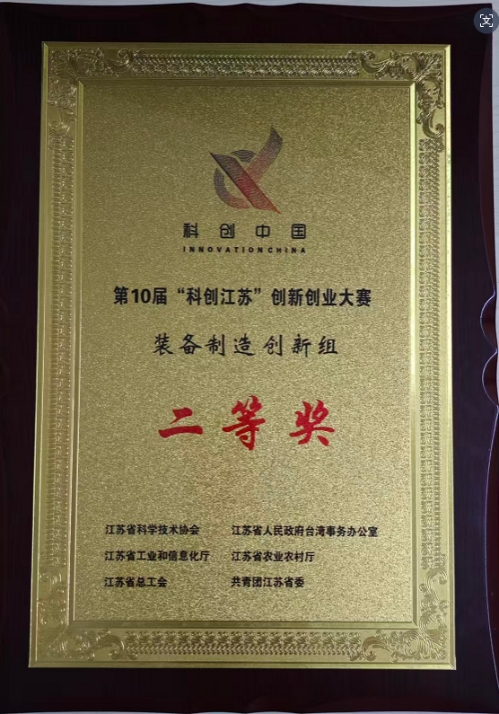 科创中国
INNOVATION CHINA
第10届“科创江苏”创新创业大赛
装备制造创新组
二等奖
江苏省科学技术协会 江苏省人民政府台湾事务办公室
江苏省工业和信息化厅 江苏省农业农村厅
江苏省总工会 共青团江苏省委